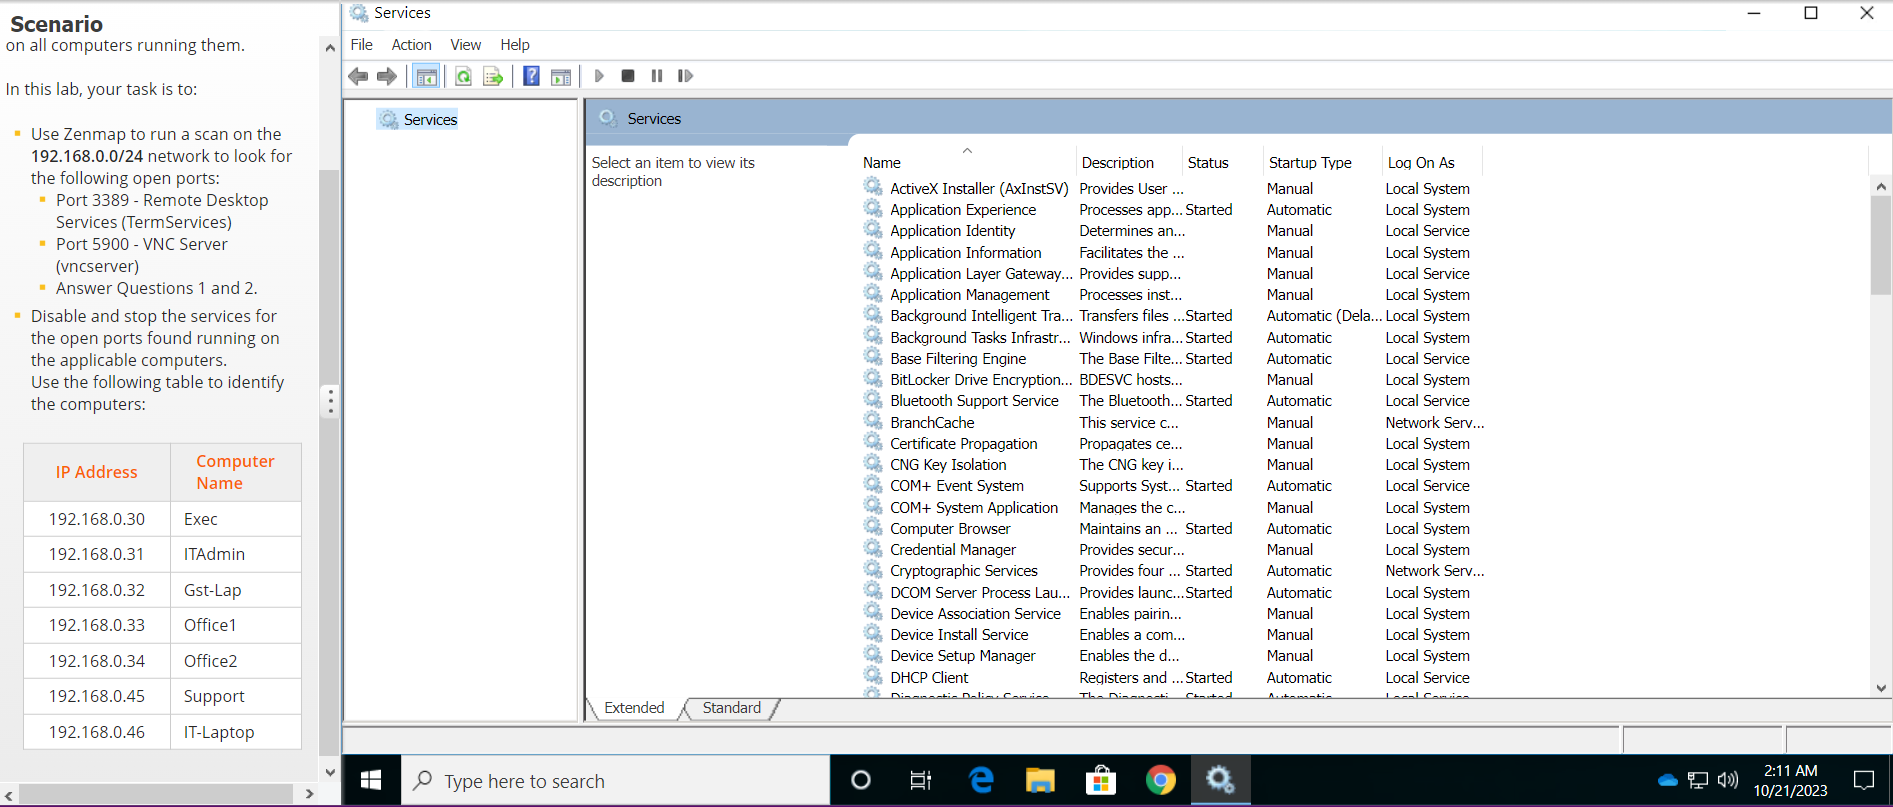 Scenario
on all computers running them.
In this lab, your task is to:
Use Zenmap to run a scan on the
192.168.0.0/24 network to look for
the following open ports:
Port 3389 - Remote Desktop
Services (TermServices)
Port 5900 - VNC Server
(vncserver)
Answer Questions 1 and 2.
Disable and stop the services for
the open ports found running on
the applicable computers.
Use the following table to identify
the computers:
IP Address Computer Name
192.168.0.30 Exec
192.168.0.31 ITAdmin
192.168.0.32 Gst-Lap
192.168.0.33 Office1
192.168.0.34 Office2
192.168.0.45 Support
192.168.0.46 IT-Laptop
Services
File Action View Help
Services
Services
Select an item to view its
description
Name Description Status Startup Type Log On As
ActiveX Installer (AxInstSV) Provides User ... Manual Local System
Application Experience Processes app... Started Automatic Local System
Application Identity Determines an... Manual Local Service
Application Information Facilitates the ... Manual Local System
Application Layer Gateway... Provides supp... Manual Local Service
Application Management Processes inst... Manual Local System
Background Intelligent Tra... Transfers files ... Started Automatic (Dela... Local System
Background Tasks Infrastr... Windows infra... Started Automatic Local System
Base Filtering Engine The Base Filte... Started Automatic Local Service
BitLocker Drive Encryption... BDESVC hosts... Manual Local System
Bluetooth Support Service The Bluetooth... Started Automatic Local Service
BranchCache This service c... Manual Network Serv...
Certificate Propagation Propagates ce... Manual Local System
CNG Key Isolation The CNG key i... Manual Local System
COM+ Event System Supports Syst... Started Automatic Local Service
COM+ System Application Manages the c... Manual Local System
Computer Browser Maintains an ... Started Automatic Local System
Credential Manager Provides secur... Manual Local System
Cryptographic Services Provides four ... Started Automatic Network Serv...
DCOM Server Process Lau... Provides launc... Started Automatic Local System
Device Association Service Enables pairin... Manual Local System
Device Install Service Enables a com... Manual Local System
Device Setup Manager Enables the d... Manual Local System
DHCP Client Registers and ... Started Automatic Local Service
Diagnostic Policy Service The Diagnosti... Started Automatic Local Service
Extended Standard
Type here to search
2:11 AM
10/21/2023